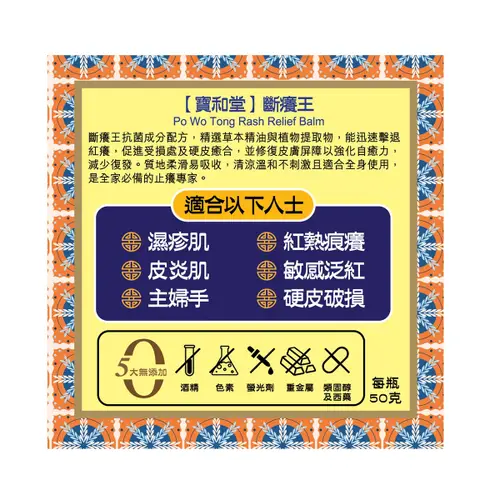 【寶和堂】斷癢王
Po Wo Tong Rash Relief Balm
斷癢王抗菌成分配方，精選草本精油與植物提取物，能迅速擊退
紅癢，促進受損處及硬皮癒合，並修復皮膚屏障以強化自癒力，
減少復發。質地柔滑易吸收，清涼溫和不刺激且適合全身使用，
是全家必備的止癢專家。
適合以下人士
濕疹肌
紅熱痕癢
皮炎肌
敏感泛紅
主婦手
硬皮破損
5大無添加
0
酒精
色素
螢光劑
重金屬
類固醇
及西藥
每瓶
50克